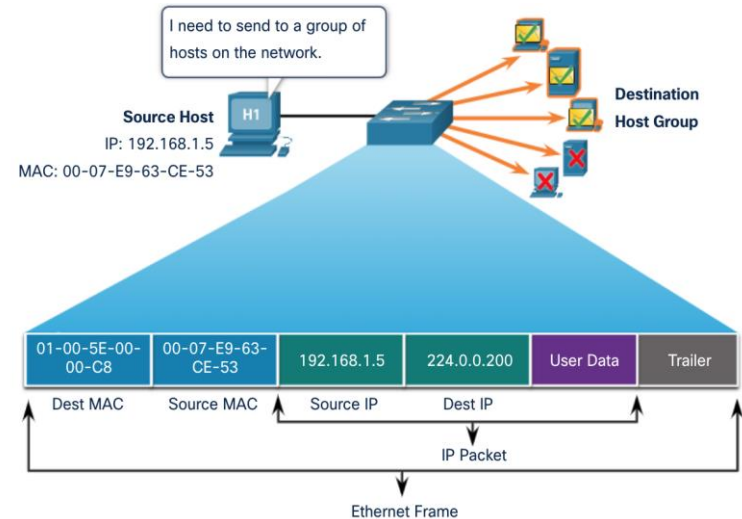 I need to send to a group of
hosts on the network.
H1
Source Host
IP: 192.168.1.5
MAC: 00-07-E9-63-CE-53
Destination
Host Group
01-00-5E-00-
00-C8
00-07-E9-63-
CE-53
192.168.1.5
224.0.0.200
User Data
Trailer
Dest MAC
Source MAC
Source IP
Dest IP
IP Packet
Ethernet Frame